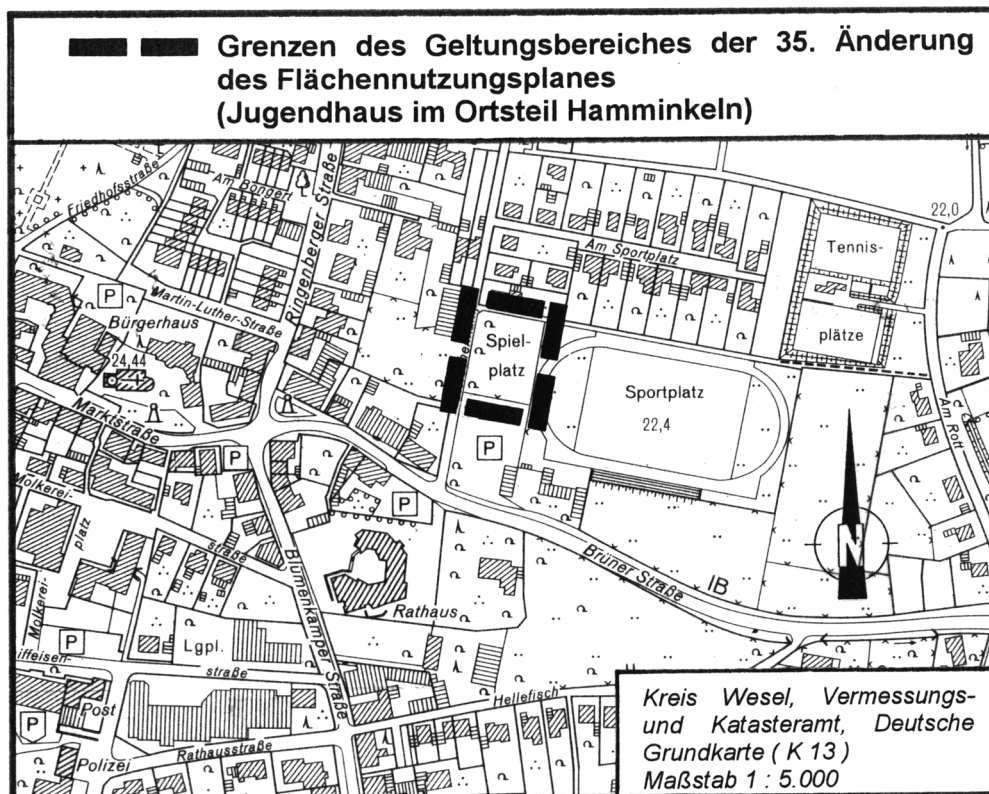 Grenzen des Geltungsbereiches der 35. Änderung
des Flächennutzungsplanes
(Jugendhaus im Ortsteil Hamminkeln)
Friedhofsstraße
Am Bongert
Ringenberger Straße
22,0
Am Sportplatz
Tennis-
plätze
P
Martin-Luther-Straße
Bürgerhaus
24,44
Spiel-
platz
Sportplatz
22,4
Marktstraße
P
P
P
Am Rott
Molkerei-
straße
platz
Molkerei-
Blumenkamper Straße
Brüner Straße
IB
N
Rathaus
P
Lgpl.
iffeisen-
straße
Hellefisch
Post
P
Rathausstraße
Polizei
Kreis Wesel, Vermessungs-
und Katasteramt, Deutsche
Grundkarte ( K 13 )
Maßstab 1 : 5.000